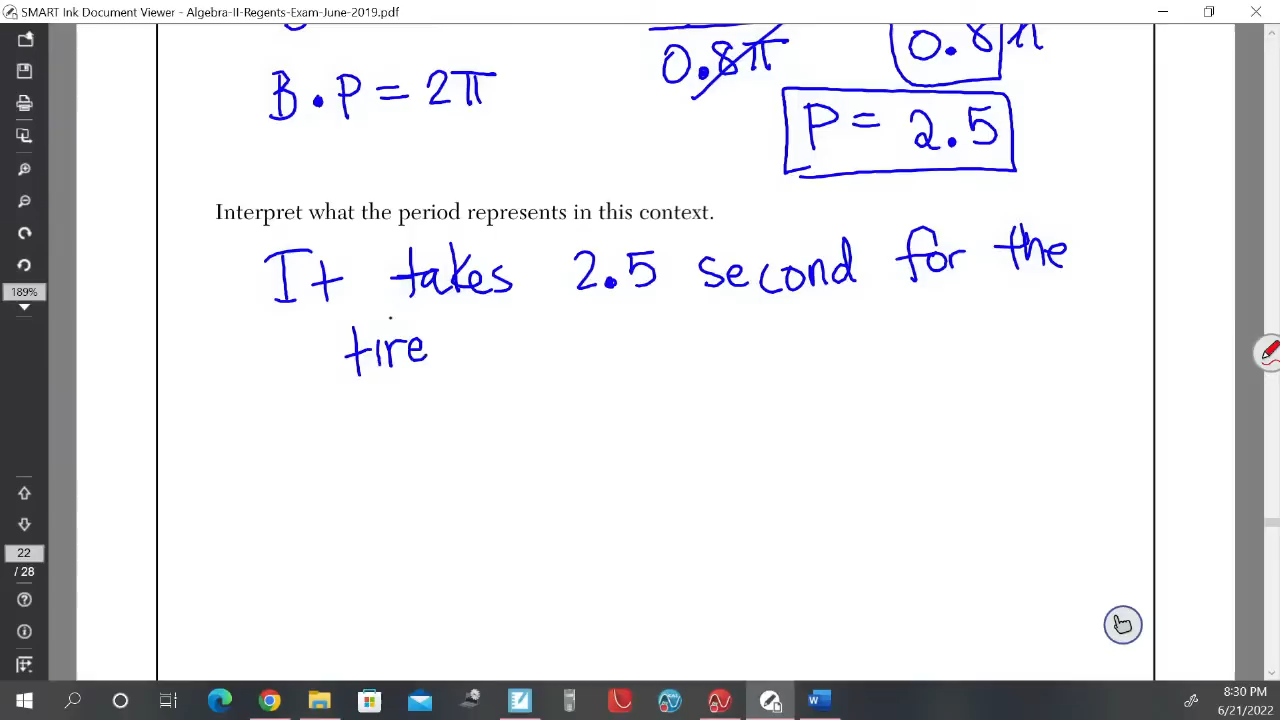 SMART Ink Document Viewer - Algebra-II-Regents-Exam-June-2019.pdf
0.8π
0.8π
B . P = 2π
P = 2.5
Interpret what the period represents in this context.
It takes 2.5 second for the
tire
189%
22
/ 28
8:30 PM
6/21/2022